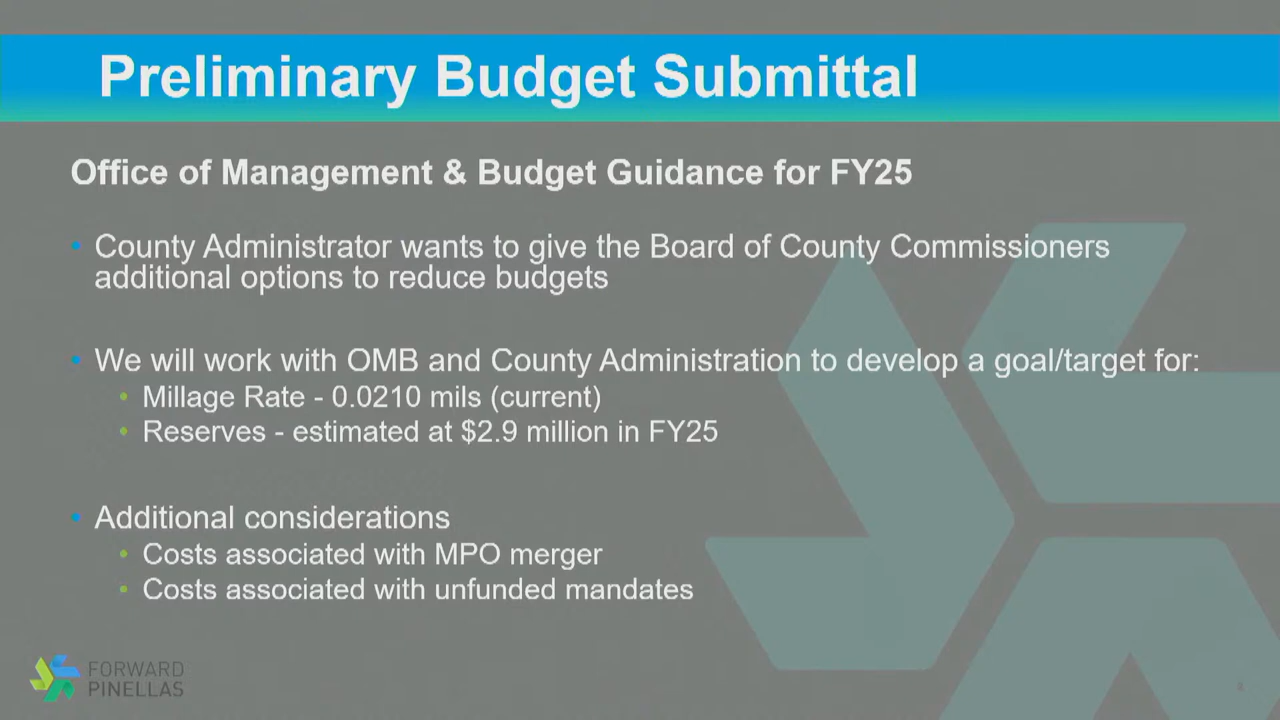 Preliminary Budget Submittal
Office of Management & Budget Guidance for FY25
• County Administrator wants to give the Board of County Commissioners
additional options to reduce budgets
• We will work with OMB and County Administration to develop a goal/target for:
• Millage Rate - 0.0210 mils (current)
• Reserves - estimated at $2.9 million in FY25
• Additional considerations
• Costs associated with MPO merger
• Costs associated with unfunded mandates
FORWARD
PINELLAS